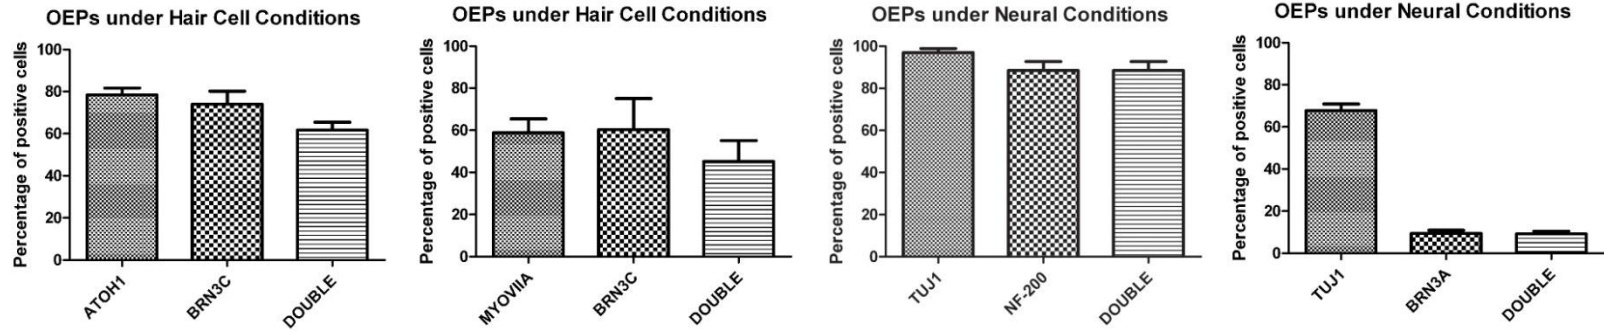 OEPs under Hair Cell Conditions
Percentage of positive cells
100
80
60
40
20
0
ATOH1
BRN3C
DOUBLE
OEPs under Hair Cell Conditions
Percentage of positive cells
100
80
60
40
20
0
MYOVIIA
BRN3C
DOUBLE
OEPs under Neural Conditions
Percentage of positive cells
100
80
60
40
20
0
TUJ1
NF-200
DOUBLE
OEPs under Neural Conditions
Percentage of positive cells
100
80
60
40
20
0
TUJ1
BRN3A
DOUBLE